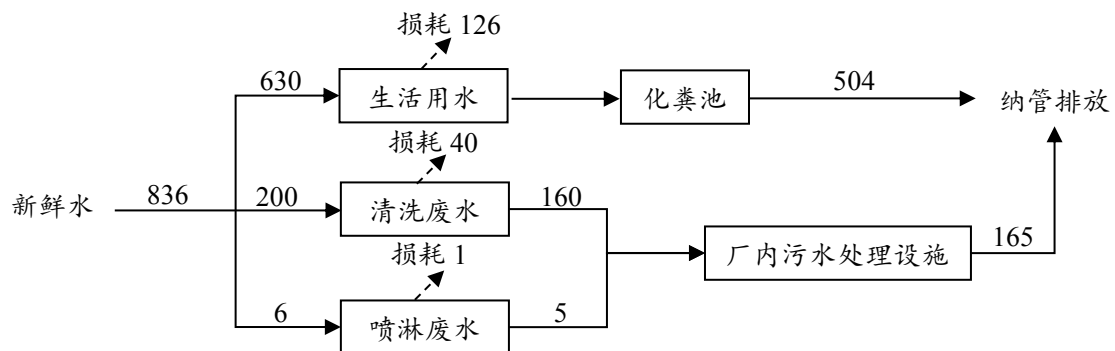 损耗 126
630
生活用水
化粪池
504
纳管排放
损耗 40
新鲜水
836
200
清洗废水
160
厂内污水处理设施
165
损耗 1
6
喷淋废水
5